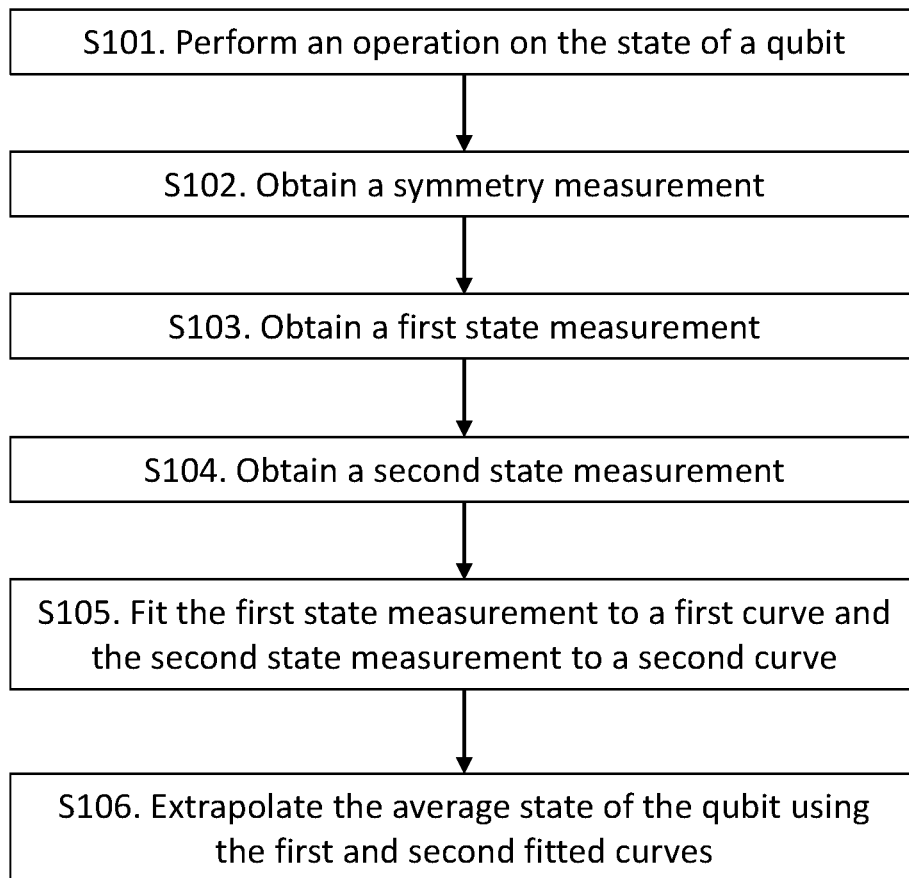 S101. Perform an operation on the state of a qubit
S102. Obtain a symmetry measurement
S103. Obtain a first state measurement
S104. Obtain a second state measurement
S105. Fit the first state measurement to a first curve and
the second state measurement to a second curve
S106. Extrapolate the average state of the qubit using
the first and second fitted curves